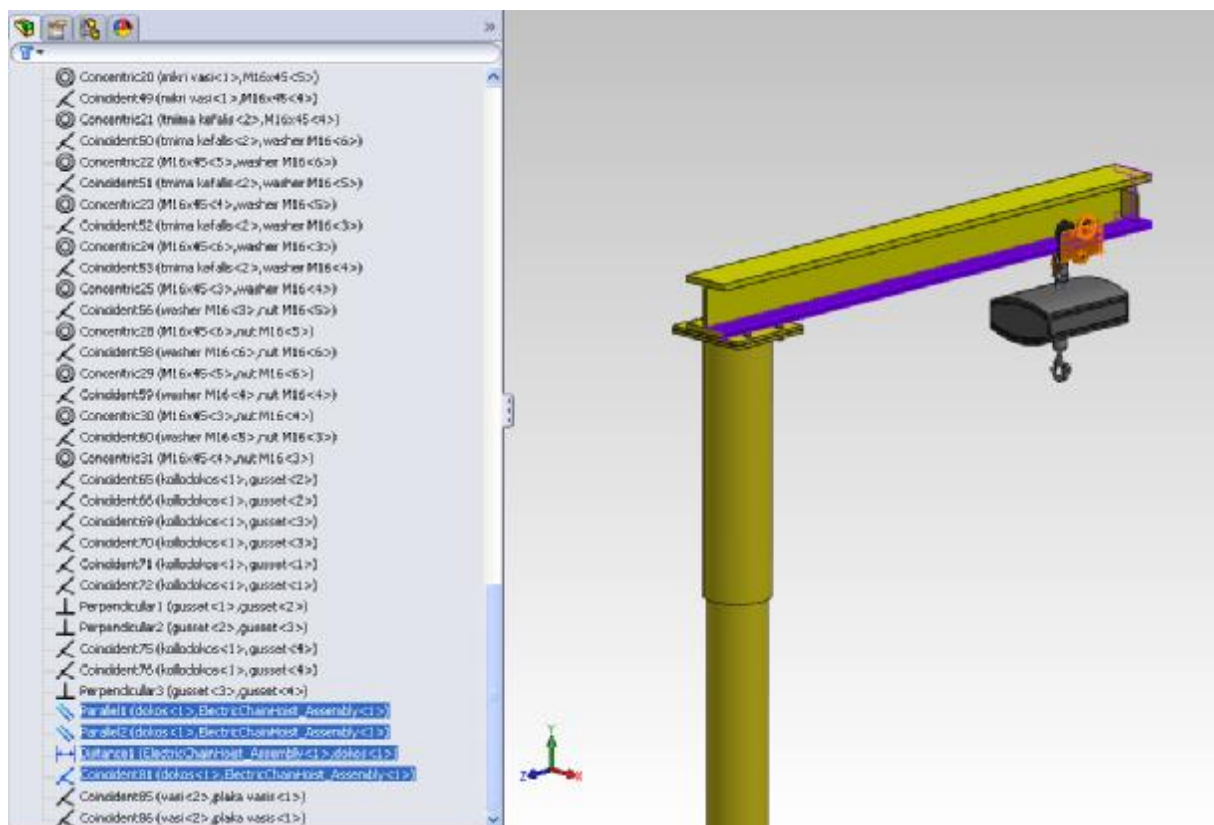 »
Concentric20 (mikri vasi<1>,M16x45<5>)
Coincident49 (mikri vasi<1>,M16x45<4>)
Concentric21 (tmima kefalis<2>,M16x45<4>)
Coincident50 (tmima kefalis<2>,washer M16<6>)
Concentric22 (M16x45<5>,washer M16<6>)
Coincident51 (tmima kefalis<2>,washer M16<5>)
Concentric23 (M16x45<4>,washer M16<5>)
Coincident52 (tmima kefalis<2>,washer M16<3>)
Concentric24 (M16x45<6>,washer M16<3>)
Coincident53 (tmima kefalis<2>,washer M16<4>)
Concentric25 (M16x45<3>,washer M16<4>)
Coincident56 (washer M16<3>,nut M16<5>)
Concentric28 (M16x45<6>,nut M16<5>)
Coincident58 (washer M16<6>,nut M16<6>)
Concentric29 (M16x45<5>,nut M16<6>)
Coincident59 (washer M16<4>,nut M16<4>)
Concentric30 (M16x45<3>,nut M16<4>)
Coincident60 (washer M16<5>,nut M16<3>)
Concentric31 (M16x45<4>,nut M16<3>)
Coincident65 (kollodokos<1>,gusset<2>)
Coincident66 (kollodokos<1>,gusset<2>)
Coincident69 (kollodokos<1>,gusset<3>)
Coincident70 (kollodokos<1>,gusset<3>)
Coincident71 (kollodokos<1>,gusset<1>)
Coincident72 (kollodokos<1>,gusset<1>)
Perpendicular1 (gusset<1>,gusset<2>)
Perpendicular2 (gusset<2>,gusset<3>)
Coincident75 (kollodokos<1>,gusset<4>)
Coincident76 (kollodokos<1>,gusset<4>)
Perpendicular3 (gusset<3>,gusset<4>)
Parallel1 (dokos<1>,ElectricChainHoist_Assembly<1>)
Parallel2 (dokos<1>,ElectricChainHoist_Assembly<1>)
Distance1 (ElectricChainHoist_Assembly<1>,dokos<1>)
Coincident81 (dokos<1>,ElectricChainHoist_Assembly<1>)
Coincident85 (vasi<2>,plaka vasis<1>)
Coincident86 (vasi<2>,plaka vasis<1>)
Y
Z
X